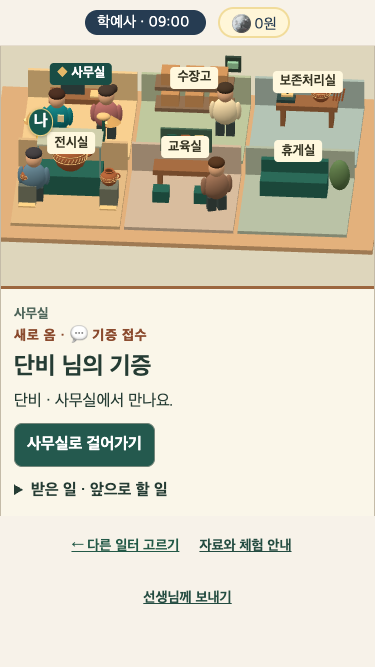 학예사 · 09:00
0원
사무실
수장고
보존처리실
나
전시실
교육실
휴게실
사무실
새로 옴 · 💬 기증 접수
단비 님의 기증
단비 · 사무실에서 만나요.
사무실로 걸어가기
▶ 받은 일 · 앞으로 할 일
← 다른 일터 고르기 자료와 체험 안내
선생님께 보내기